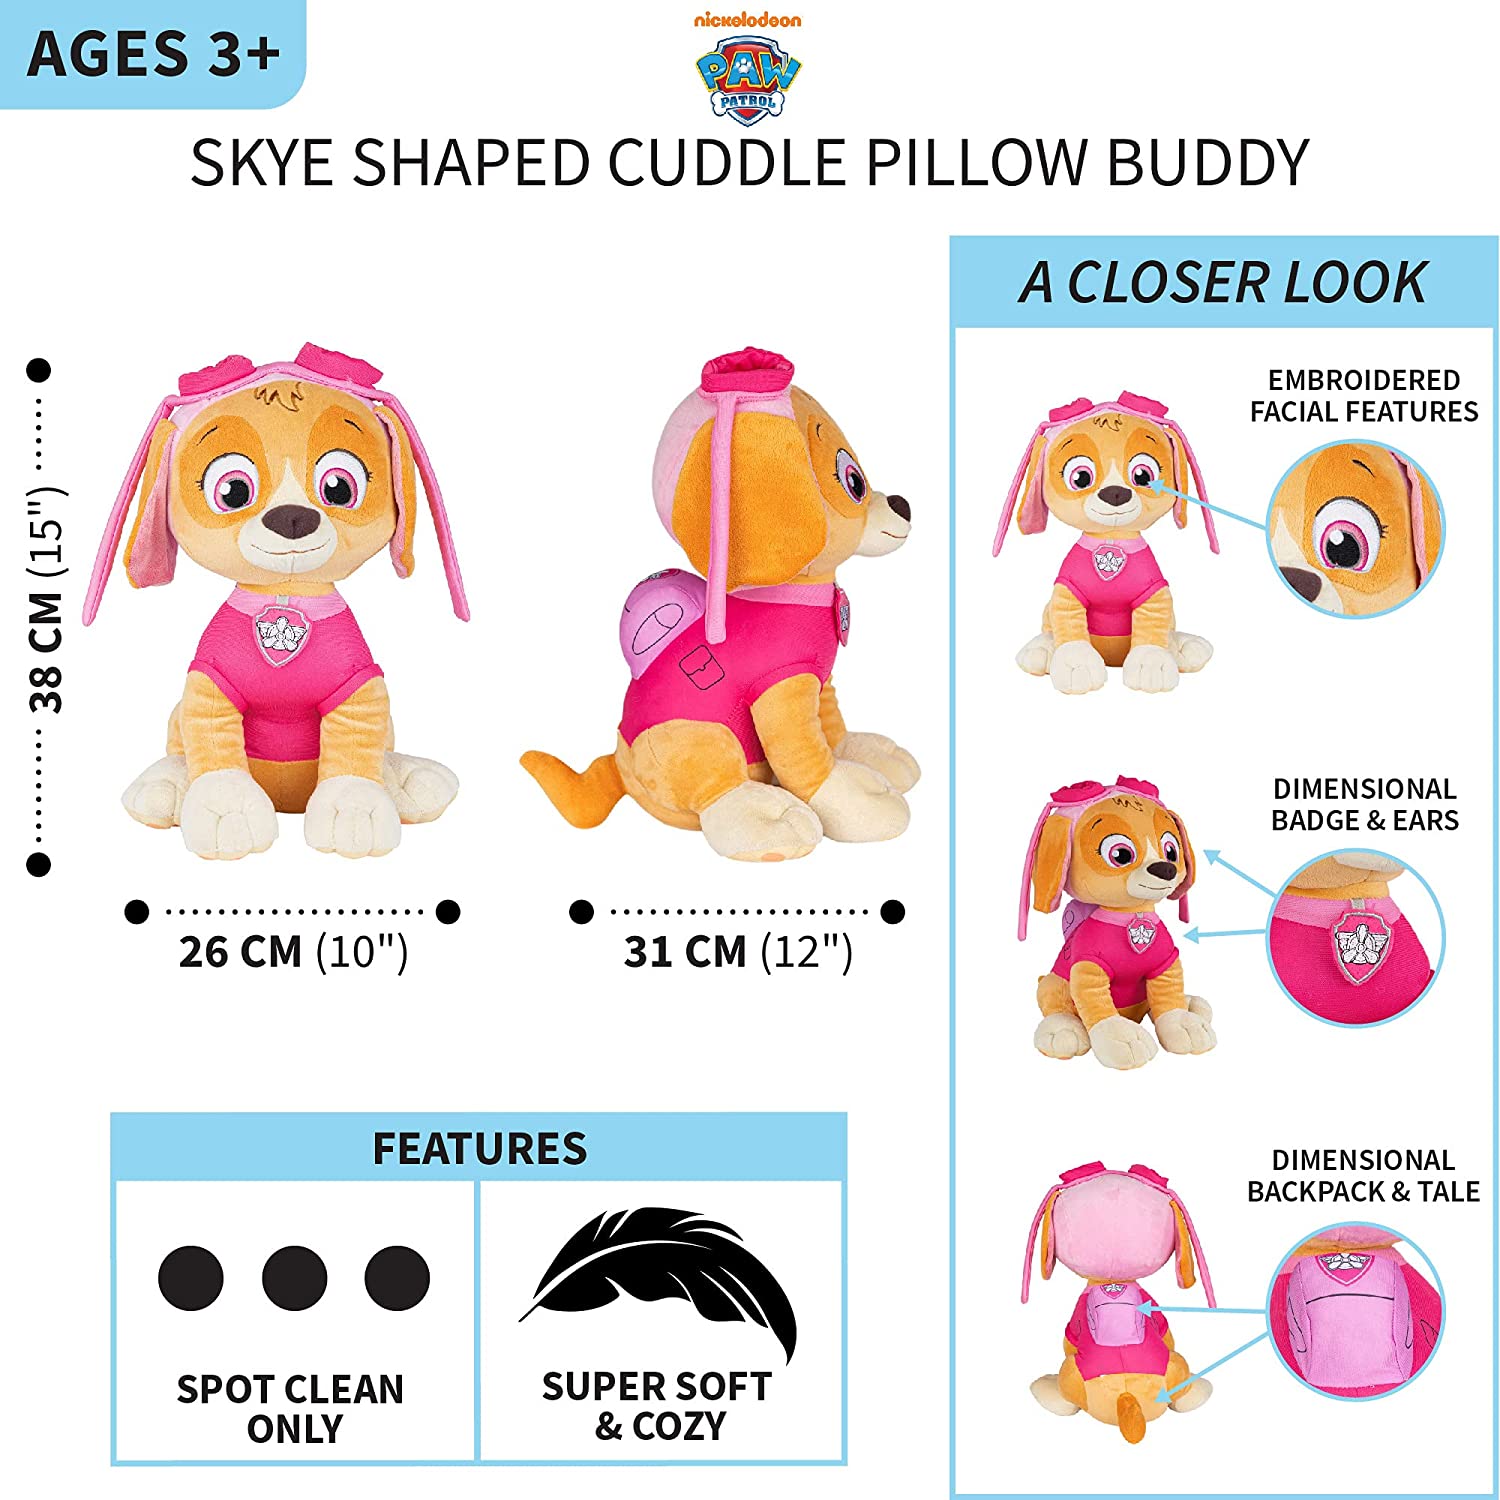 AGES 3+
nickelodeon
PAW
PATROL
SKYE SHAPED CUDDLE PILLOW BUDDY
38 CM (15")
26 CM (10")
31 CM (12")
A CLOSER LOOK
EMBROIDERED
FACIAL FEATURES
DIMENSIONAL
BADGE & EARS
DIMENSIONAL
BACKPACK & TALE
FEATURES
SPOT CLEAN
ONLY
SUPER SOFT
& COZY